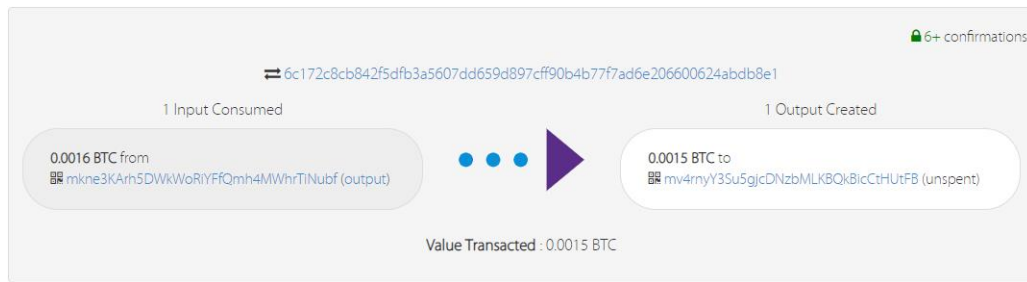 6+ confirmations
6c172c8cb842f5dfb3a5607dd659d897cff90b4b77f7ad6e206600624abdb8e1
1 Input Consumed
1 Output Created
0.0016 BTC from
mkne3KArh5DWkWoRiYFfQmh4MWhrTiNubf (output)
0.0015 BTC to
mv4rnyY3Su5gjcDNzbMLKBQkBicCtHUtFB (unspent)
Value Transacted : 0.0015 BTC